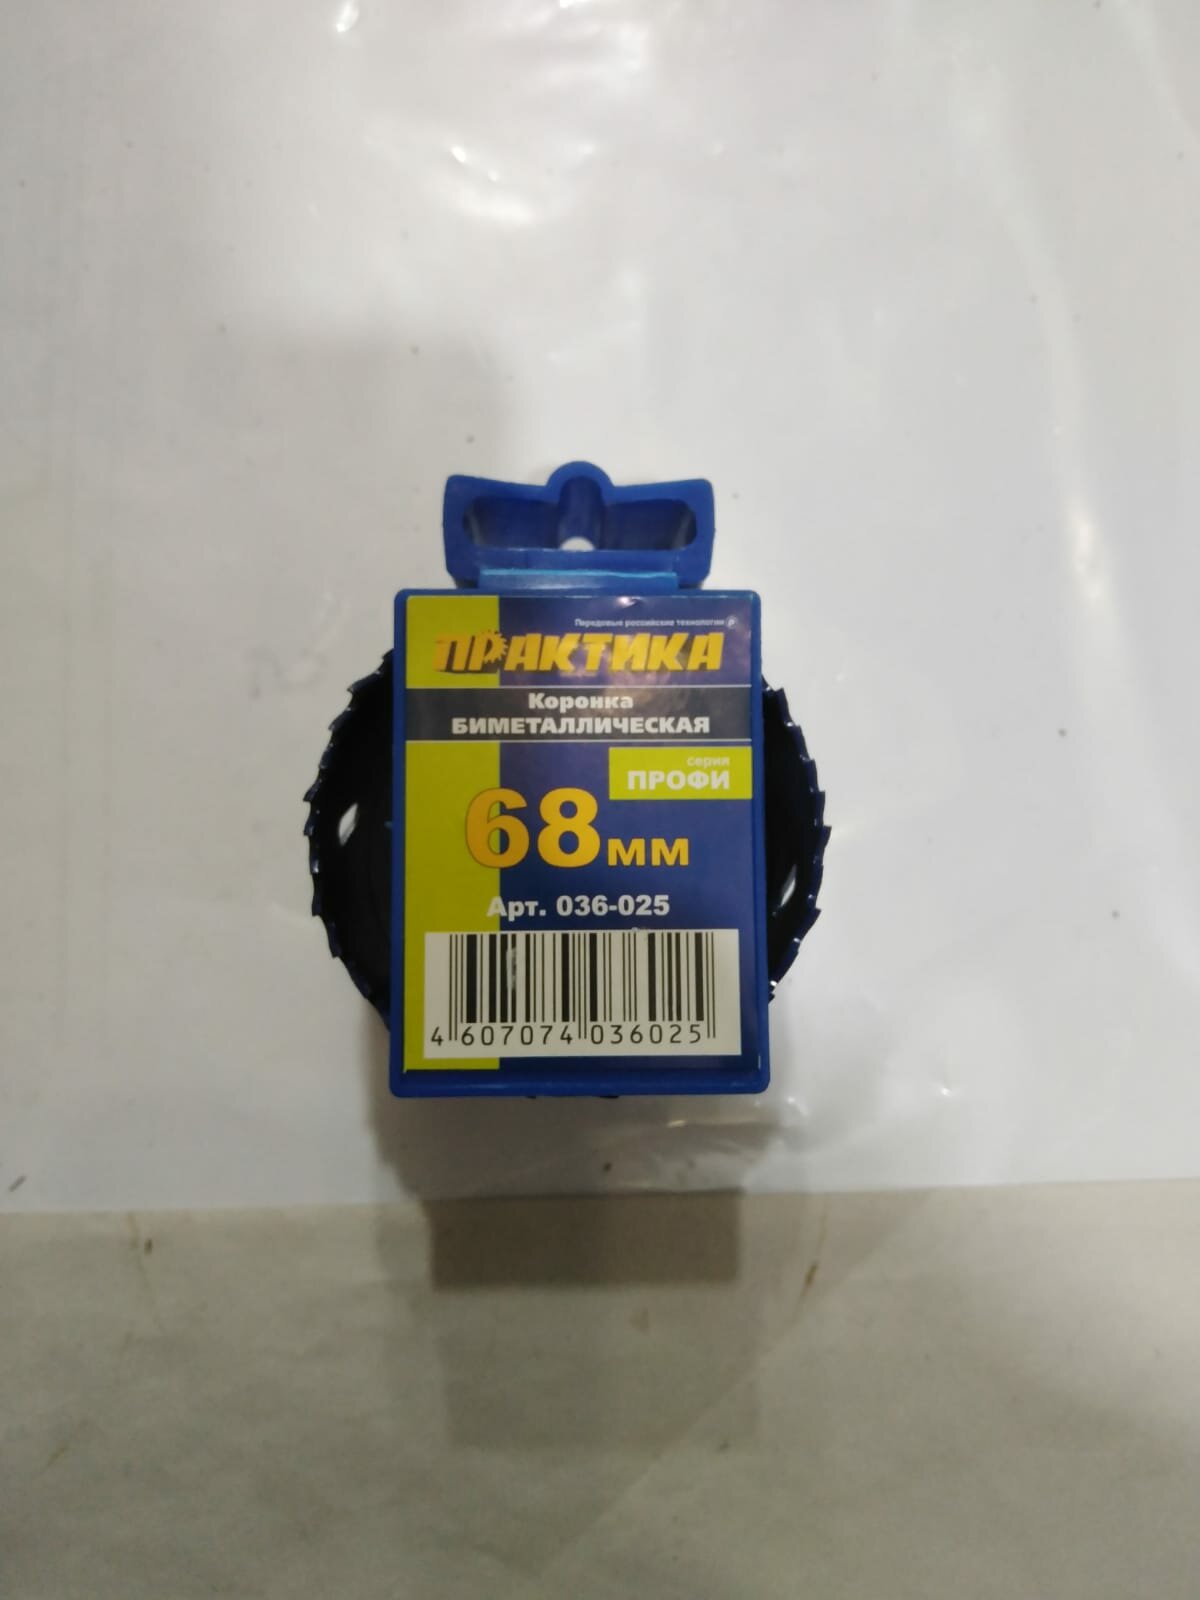 Передовые российские технологии
ПРАКТИКА
Коронка
БИМЕТАЛЛИЧЕСКАЯ
серия
ПРОФИ
68мм
Арт. 036-025
4 607074 036025